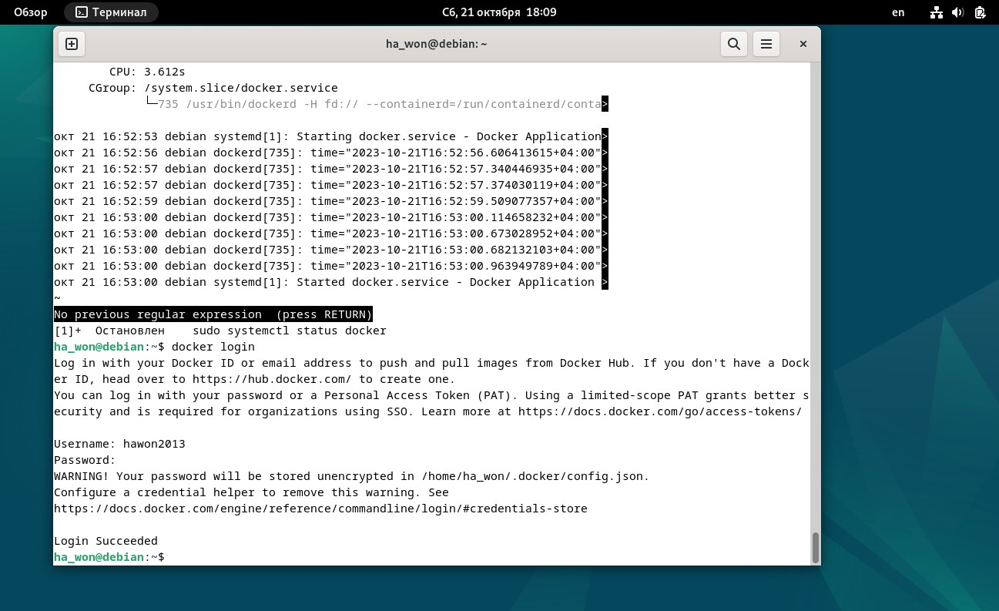 Обзор
Терминал
Сб, 21 октября 18:09
en
ha_won@debian: ~
CPU: 3.612s
CGroup: /system.slice/docker.service
└─735 /usr/bin/dockerd -H fd:// --containerd=/run/containerd/conta>
окт 21 16:52:53 debian systemd[1]: Starting docker.service - Docker Application>
окт 21 16:52:56 debian dockerd[735]: time="2023-10-21T16:52:56.606413615+04:00">
окт 21 16:52:57 debian dockerd[735]: time="2023-10-21T16:52:57.340446935+04:00">
окт 21 16:52:57 debian dockerd[735]: time="2023-10-21T16:52:57.374030119+04:00">
окт 21 16:52:59 debian dockerd[735]: time="2023-10-21T16:52:59.509077357+04:00">
окт 21 16:53:00 debian dockerd[735]: time="2023-10-21T16:53:00.114658232+04:00">
окт 21 16:53:00 debian dockerd[735]: time="2023-10-21T16:53:00.673028952+04:00">
окт 21 16:53:00 debian dockerd[735]: time="2023-10-21T16:53:00.682132103+04:00">
окт 21 16:53:00 debian dockerd[735]: time="2023-10-21T16:53:00.963949789+04:00">
окт 21 16:53:00 debian systemd[1]: Started docker.service - Docker Application >
~
No previous regular expression  (press RETURN)
[1]+  Остановлен    sudo systemctl status docker
ha_won@debian:~$ docker login
Log in with your Docker ID or email address to push and pull images from Docker Hub. If you don't have a Dock
er ID, head over to https://hub.docker.com/ to create one.
You can log in with your password or a Personal Access Token (PAT). Using a limited-scope PAT grants better s
ecurity and is required for organizations using SSO. Learn more at https://docs.docker.com/go/access-tokens/
Username: hawon2013
Password:
WARNING! Your password will be stored unencrypted in /home/ha_won/.docker/config.json.
Configure a credential helper to remove this warning. See
https://docs.docker.com/engine/reference/commandline/login/#credentials-store
Login Succeeded
ha_won@debian:~$